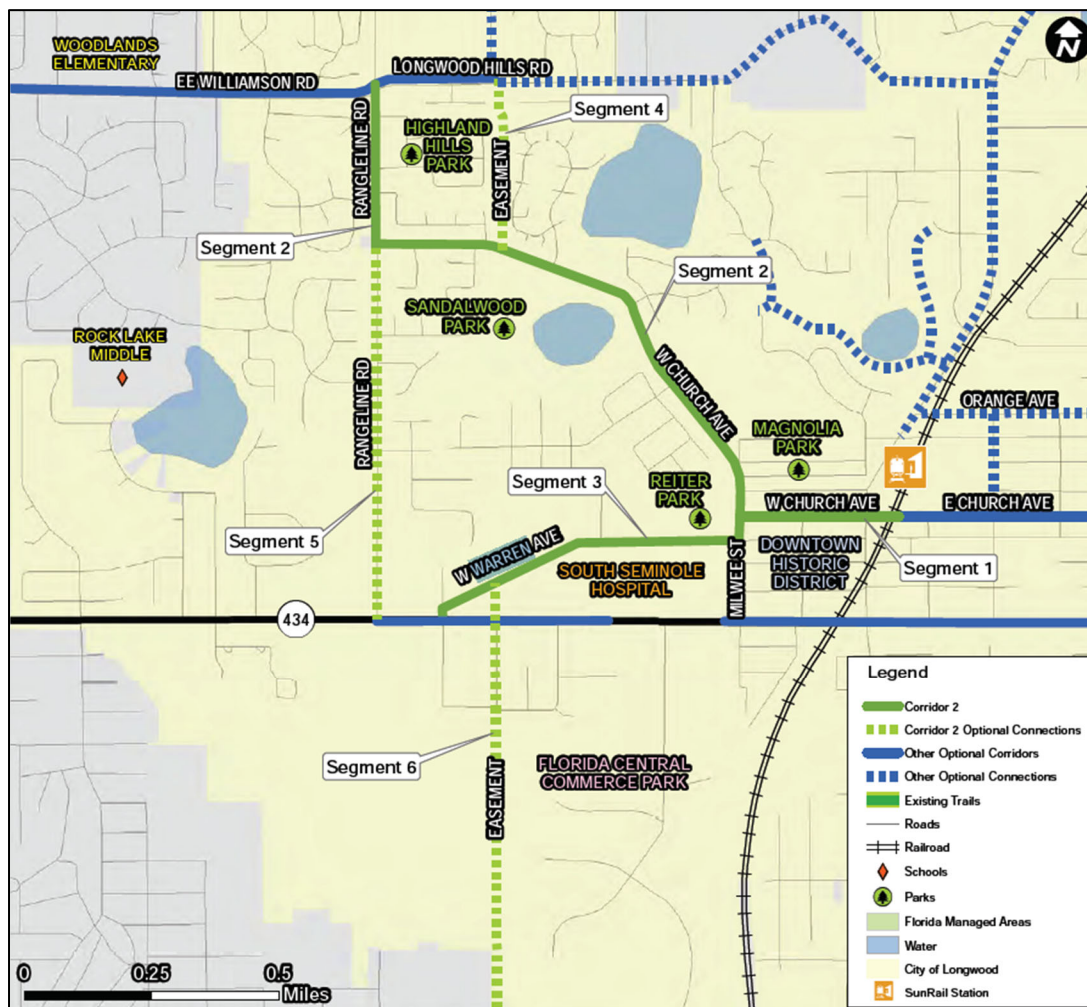 WOODLANDS
ELEMENTARY
EE WILLIAMSON RD
LONGWOOD HILLS RD
Segment 4
RANGLELINE RD
HIGHLAND
HILLS
PARK
EASEMENT
Segment 2
Segment 2
SANDALWOOD
PARK
ROCK LAKE
MIDDLE
RANGELINE RD
W CHURCH AVE
ORANGE AVE
MAGNOLIA
PARK
REITER
PARK
Segment 3
W CHURCH AVE
E CHURCH AVE
Segment 5
W WARREN AVE
SOUTH SEMINOLE
HOSPITAL
MILWEE ST
DOWNTOWN
HISTORIC
DISTRICT
Segment 1
434
Segment 6
EASEMENT
FLORIDA CENTRAL
COMMERCE PARK
Legend
Corridor 2
Corridor 2 Optional Connections
Other Optional Corridors
Other Optional Connections
Existing Trails
Roads
Railroad
Schools
Parks
Florida Managed Areas
Water
City of Longwood
SunRail Station
0 0.25 0.5
Miles